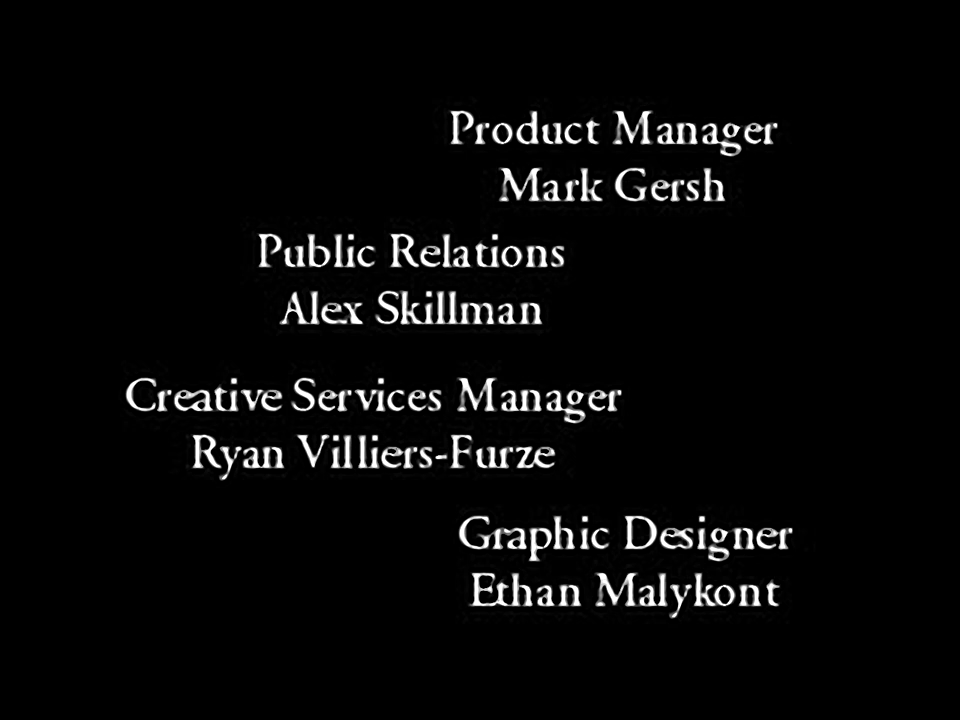 Product Manager
Mark Gersh
Public Relations
Alex Skillman
Creative Services Manager
Ryan Villiers-Furze
Graphic Designer
Ethan Malykont